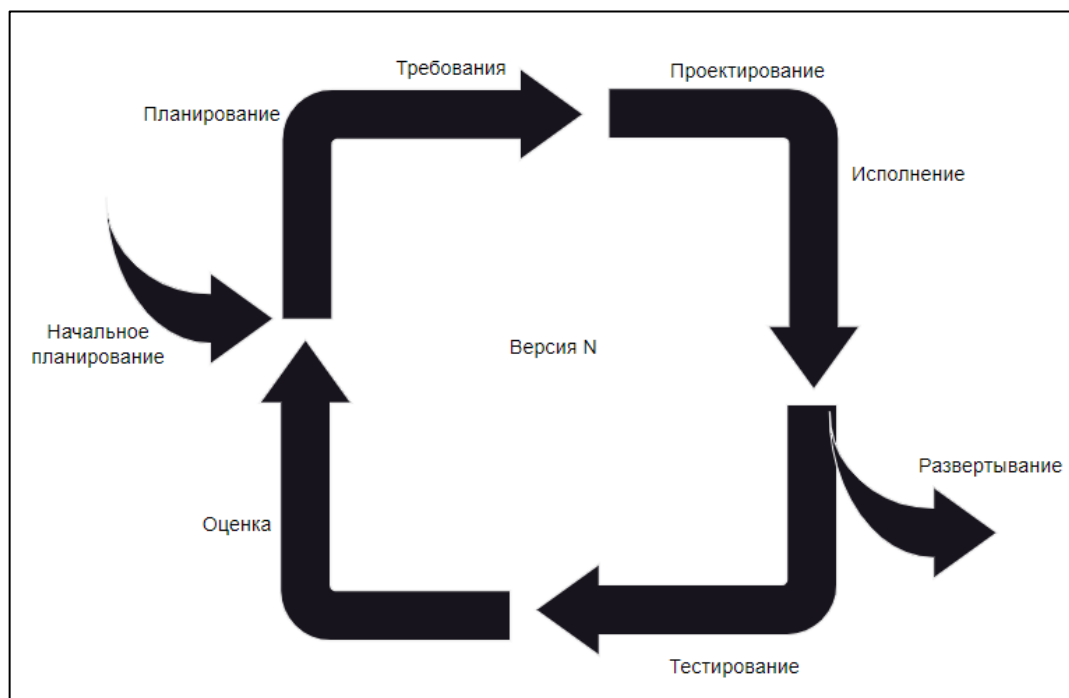 Требования
Проектирование
Планирование
Исполнение
Начальное
планирование
Версия N
Развертывание
Оценка
Тестирование